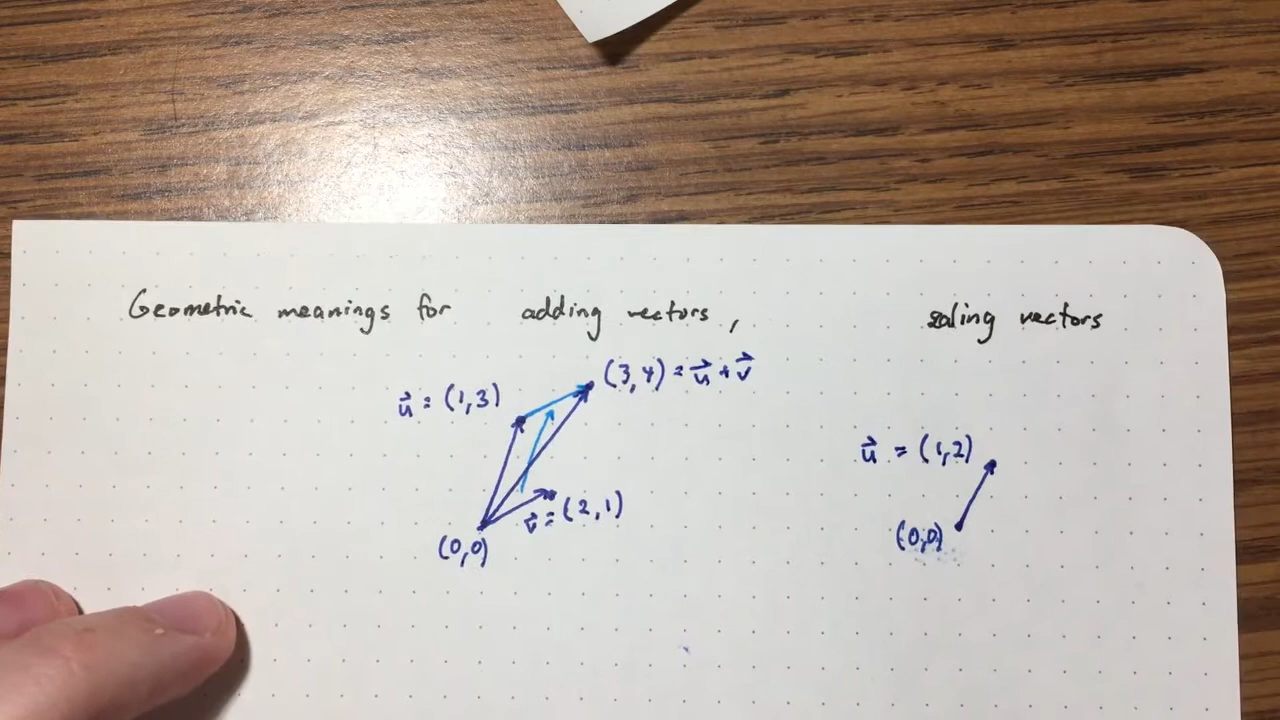 Geometric meanings for adding vectors, scaling vectors
(3,4) = u⃗ + v⃗
u⃗ = (1,3)
u⃗ = (1,2)
v⃗ = (2,1)
(0,0)
(0,0)